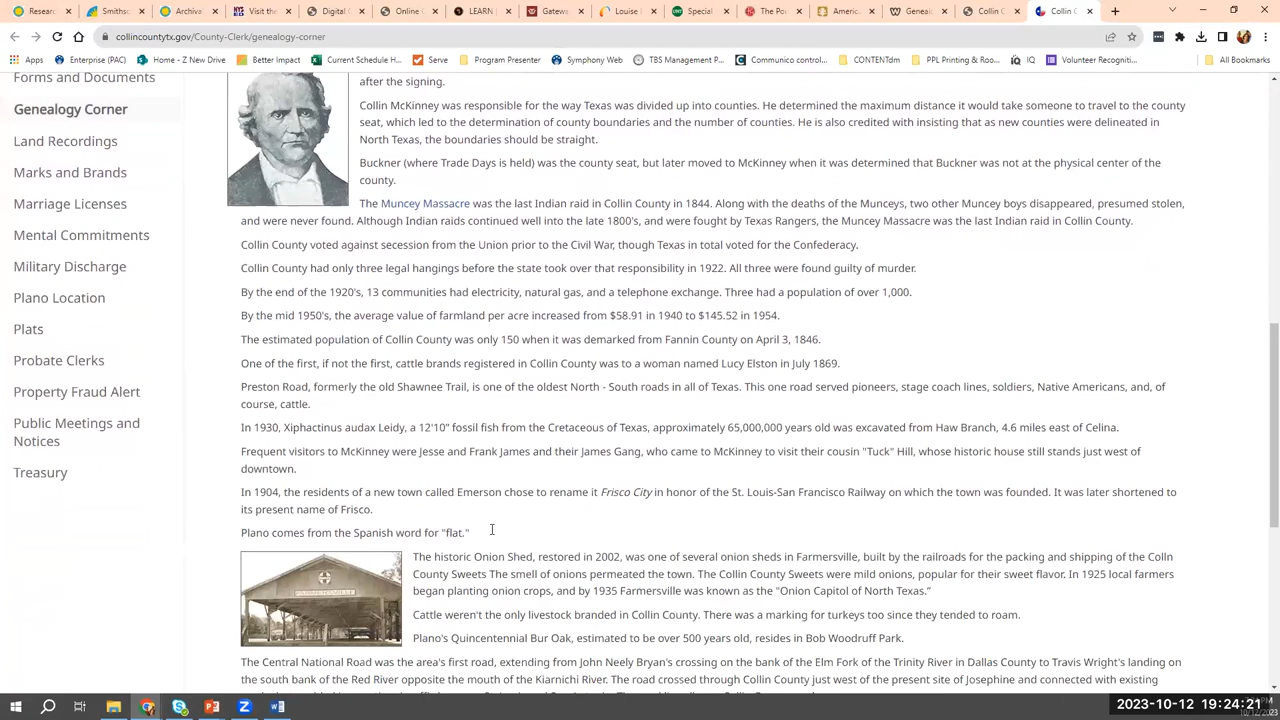 Researc
Archiva
Visit the
Digital C
Online C
LEARN
Gateway
Louise
Special
The Po
Americ
Geneal
Collin C
Collin C
collincountytx.gov/County-Clerk/genealogy-corner
Apps
Enterprise (PAC)
Home - Z New Drive
Better Impact
Current Schedule H...
Serve
Program Presenter
Symphony Web
TBS Management P...
Communico control...
CONTENTdm
PPL Printing & Roo...
IQ
Volunteer Recogniti...
All Bookmarks
Forms and Documents
Genealogy Corner
Land Recordings
Marks and Brands
Marriage Licenses
Mental Commitments
Military Discharge
Plano Location
Plats
Probate Clerks
Property Fraud Alert
Public Meetings and
Notices
Treasury
after the signing.
Collin McKinney was responsible for the way Texas was divided up into counties. He determined the maximum distance it would take someone to travel to the county
seat, which led to the determination of county boundaries and the number of counties. He is also credited with insisting that as new counties were delineated in
North Texas, the boundaries should be straight.
Buckner (where Trade Days is held) was the county seat, but later moved to McKinney when it was determined that Buckner was not at the physical center of the
county.
The Muncey Massacre was the last Indian raid in Collin County in 1844. Along with the deaths of the Munceys, two other Muncey boys disappeared, presumed stolen,
and were never found. Although Indian raids continued well into the late 1800's, and were fought by Texas Rangers, the Muncey Massacre was the last Indian raid in Collin County.
Collin County voted against secession from the Union prior to the Civil War, though Texas in total voted for the Confederacy.
Collin County had only three legal hangings before the state took over that responsibility in 1922. All three were found guilty of murder.
By the end of the 1920's, 13 communities had electricity, natural gas, and a telephone exchange. Three had a population of over 1,000.
By the mid 1950's, the average value of farmland per acre increased from $58.91 in 1940 to $145.52 in 1954.
The estimated population of Collin County was only 150 when it was demarked from Fannin County on April 3, 1846.
One of the first, if not the first, cattle brands registered in Collin County was to a woman named Lucy Elston in July 1869.
Preston Road, formerly the old Shawnee Trail, is one of the oldest North - South roads in all of Texas. This one road served pioneers, stage coach lines, soldiers, Native Americans, and, of
course, cattle.
In 1930, Xiphactinus audax Leidy, a 12'10" fossil fish from the Cretaceous of Texas, approximately 65,000,000 years old was excavated from Haw Branch, 4.6 miles east of Celina.
Frequent visitors to McKinney were Jesse and Frank James and their James Gang, who came to McKinney to visit their cousin "Tuck" Hill, whose historic house still stands just west of
downtown.
In 1904, the residents of a new town called Emerson chose to rename it Frisco City in honor of the St. Louis-San Francisco Railway on which the town was founded. It was later shortened to
its present name of Frisco.
Plano comes from the Spanish word for "flat."
The historic Onion Shed, restored in 2002, was one of several onion sheds in Farmersville, built by the railroads for the packing and shipping of the Colln
County Sweets The smell of onions permeated the town. The Collin County Sweets were mild onions, popular for their sweet flavor. In 1925 local farmers
began planting onion crops, and by 1935 Farmersville was known as the "Onion Capitol of North Texas."
Cattle weren't the only livestock branded in Collin County. There was a marking for turkeys too since they tended to roam.
Plano's Quincentennial Bur Oak, estimated to be over 500 years old, resides in Bob Woodruff Park.
The Central National Road was the area's first road, extending from John Neely Bryan's crossing on the bank of the Elm Fork of the Trinity River in Dallas County to Travis Wright's landing on
the south bank of the Red River opposite the mouth of the Kiarnichi River. The road crossed through Collin County just west of the present site of Josephine and connected with existing
2023-10-12 19:24:21